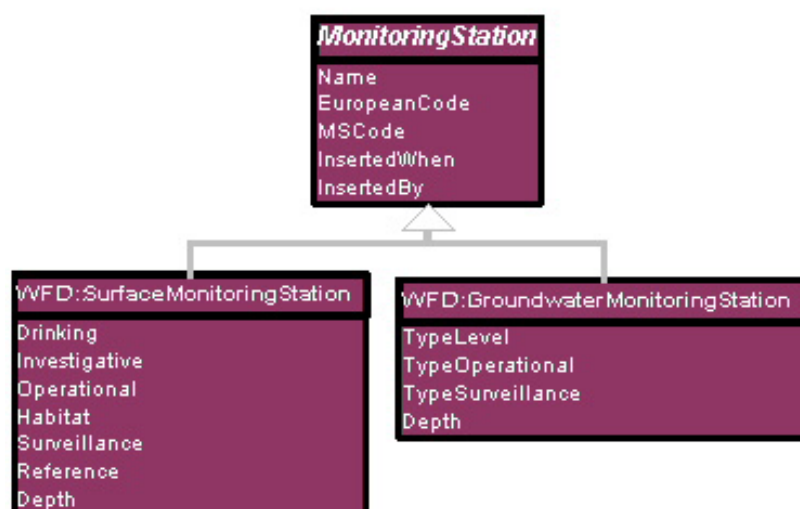 MonitoringStation
Name
EuropeanCode
MSCode
InsertedWhen
InsertedBy
WFD:SurfaceMonitoringStation
Drinking
Investigative
Operational
Habitat
Surveillance
Reference
Depth
WFD:GroundwaterMonitoringStation
TypeLevel
TypeOperational
TypeSurveillance
Depth